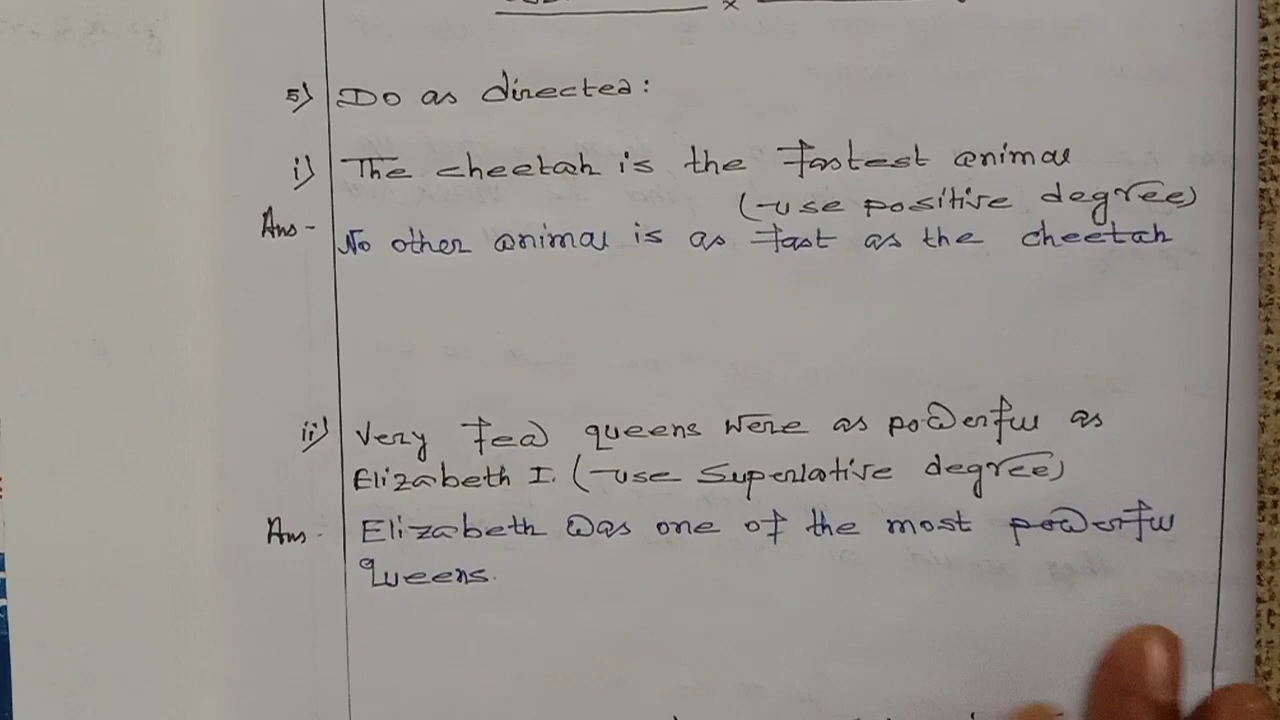 5) Do as directed:
i) The cheetah is the fastest animal
(use positive degree)
Ans- No other animal is as fast as the cheetah
ii) Very few queens were as powerful as
Elizabeth I. (use superlative degree)
Ans. Elizabeth was one of the most powerful
queens.